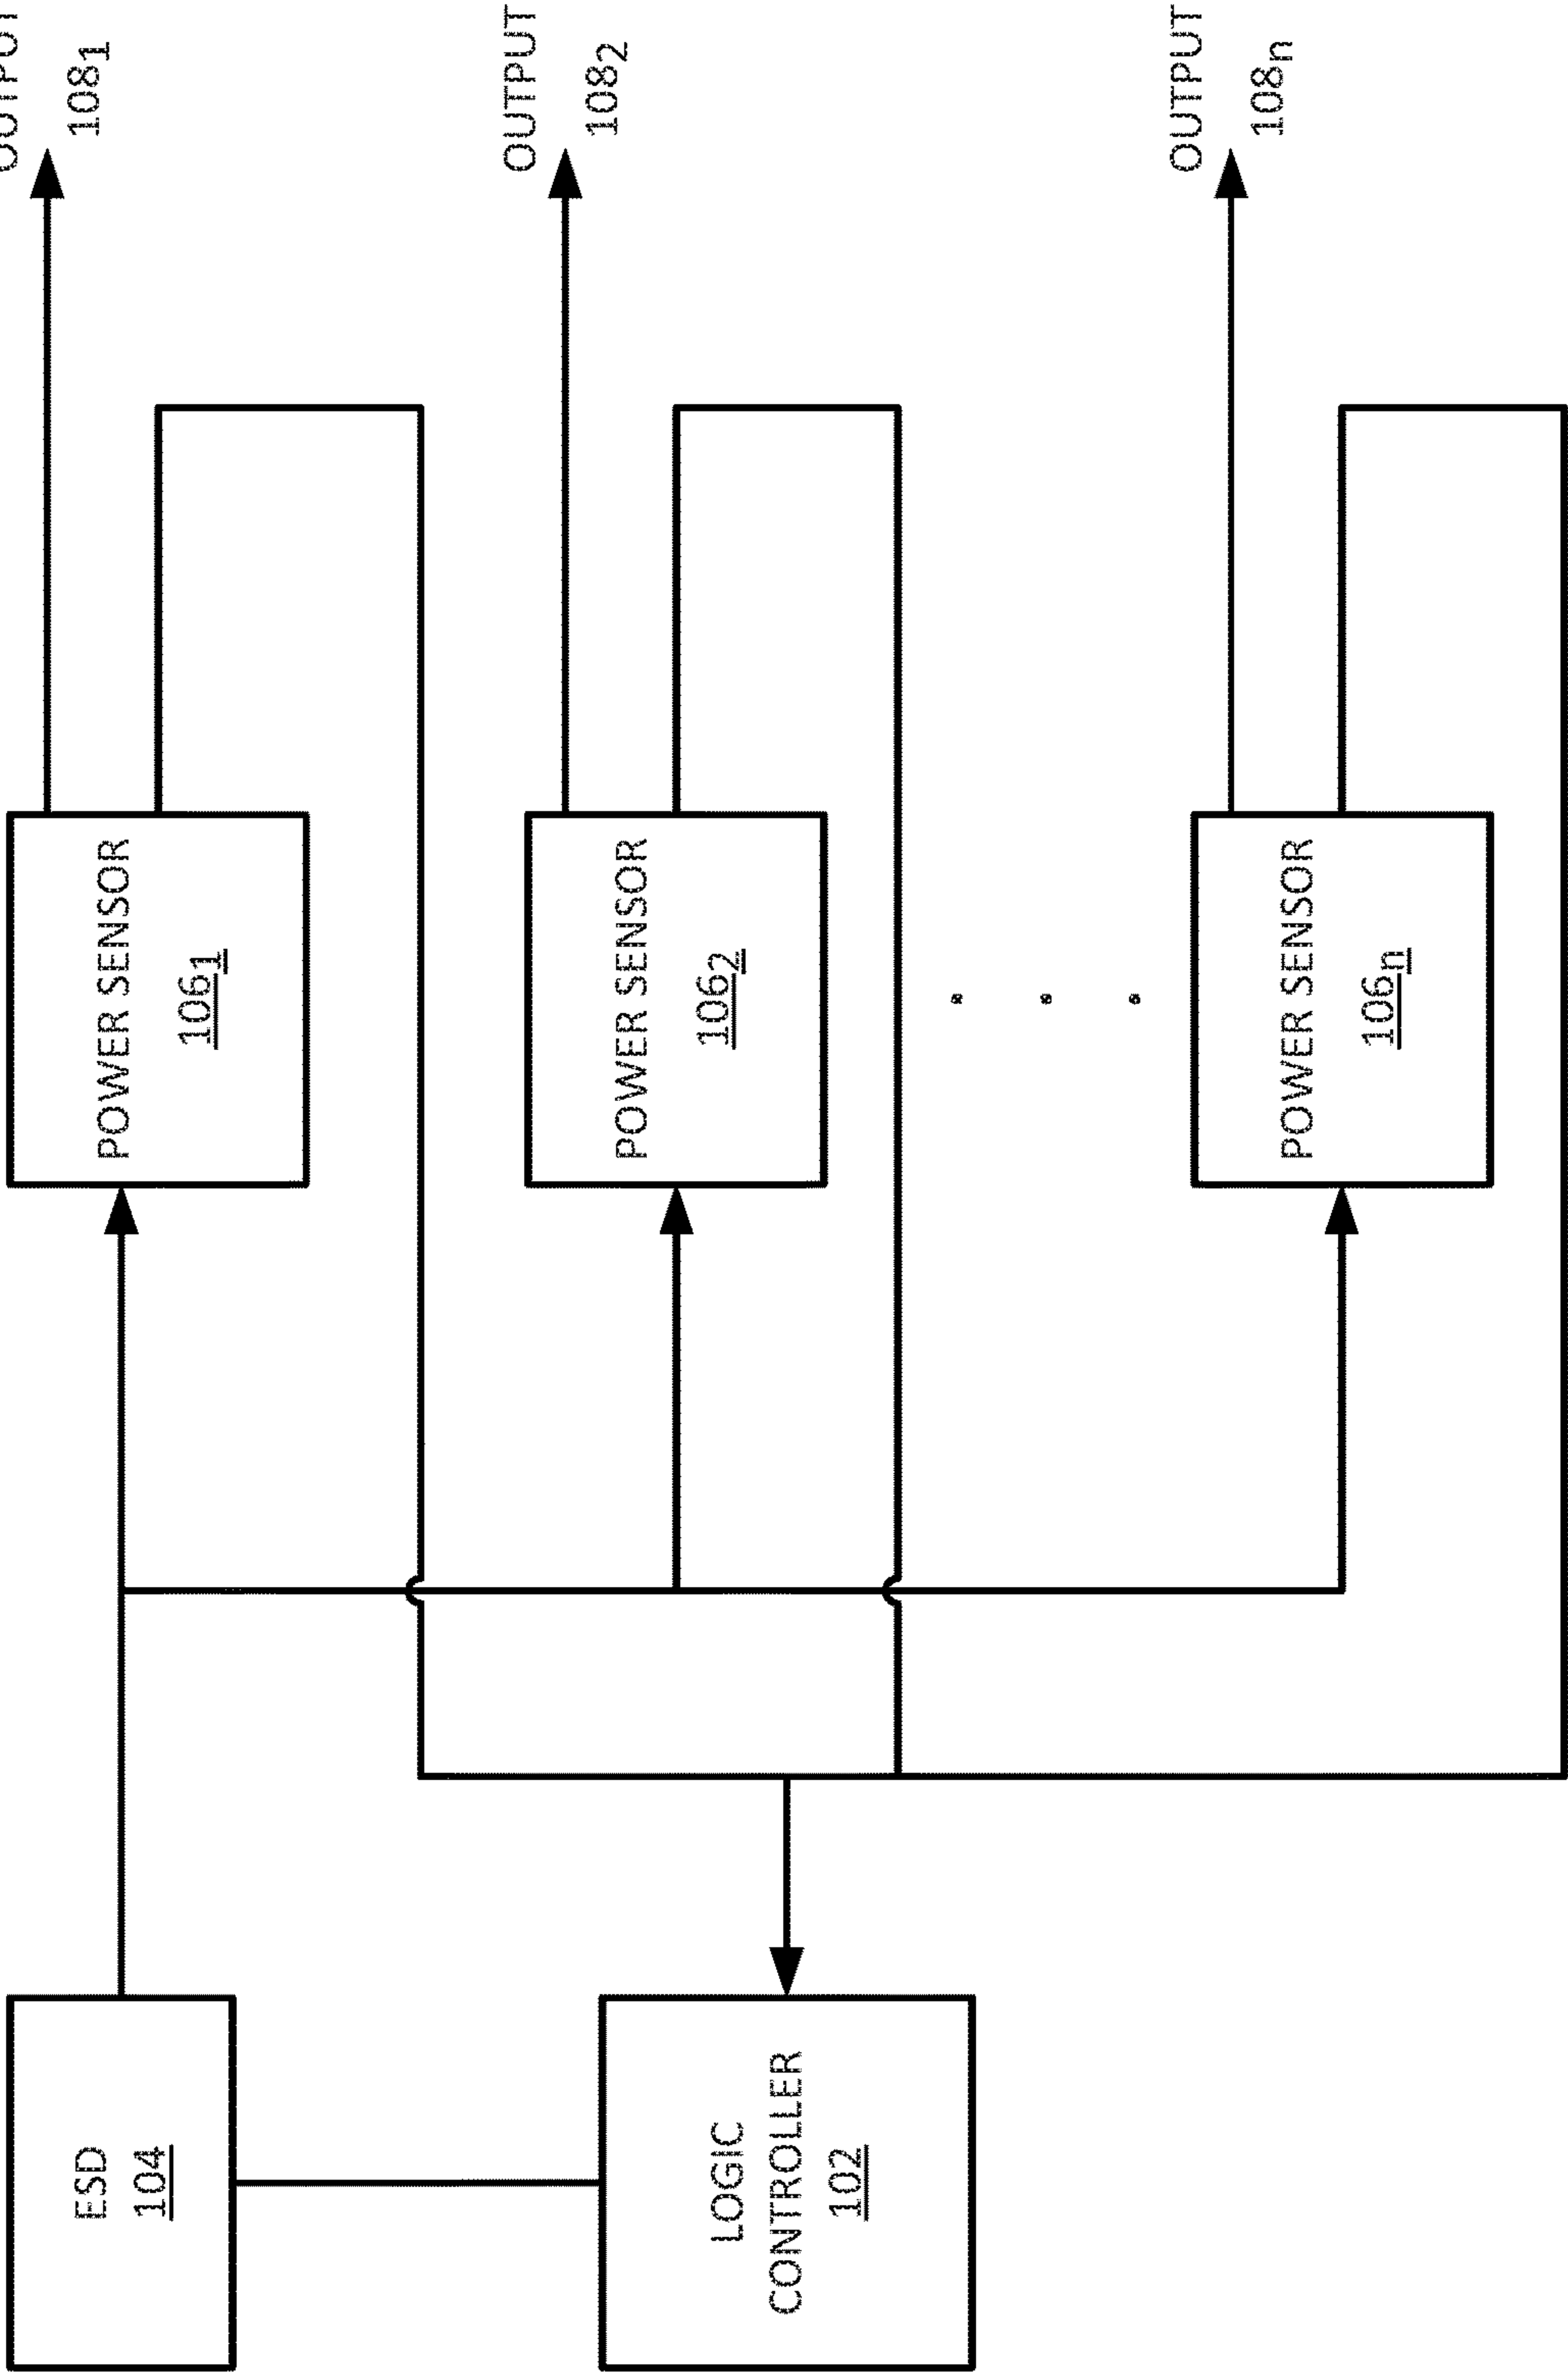 ESD
104
LOGIC
CONTROLLER
102
POWER SENSOR
106₁
OUTPUT
108₁
POWER SENSOR
106₂
OUTPUT
108₂
POWER SENSOR
106ₙ
OUTPUT
108ₙ